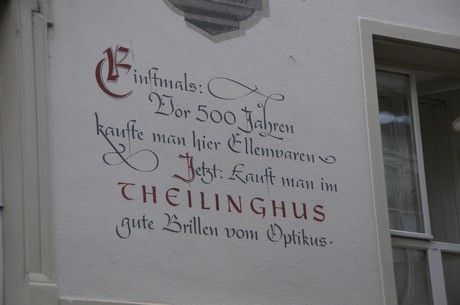 Einstmals:
Vor 500 Jahren
kaufte man hier Ellenwaren
Jetzt: kauft man im
THEILINGHUS
gute Brillen vom Optikus.